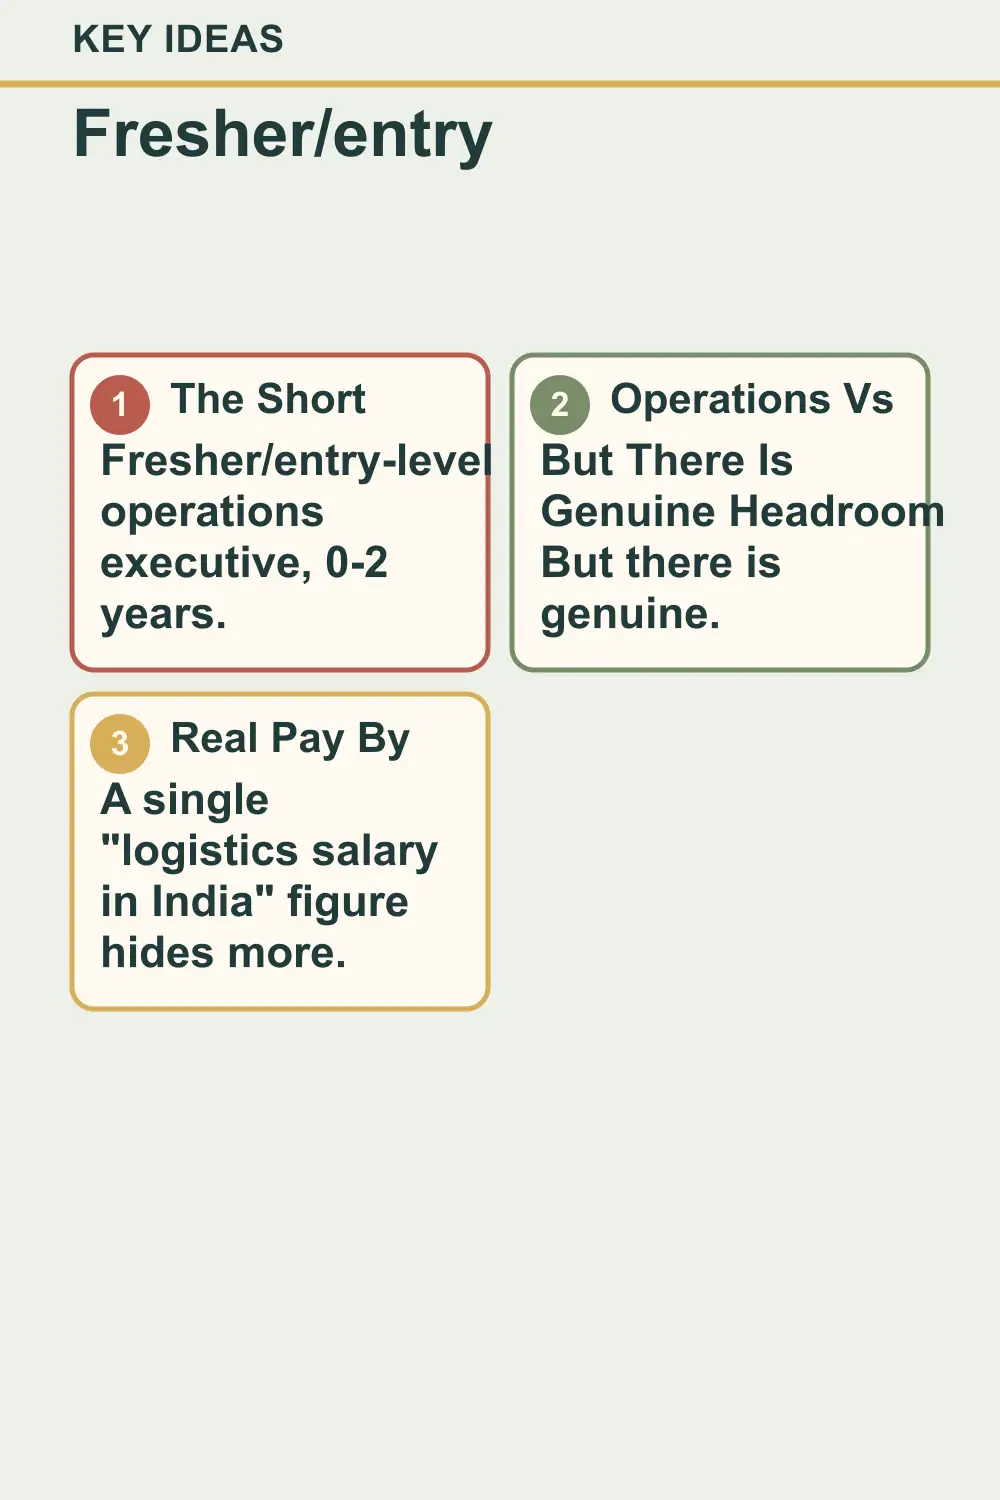 KEY IDEAS
Fresher/entry
1 The Short
Fresher/entry-level
operations
executive, 0-2
years.
2 Operations Vs
But There Is
Genuine Headroom
But there is
genuine.
3 Real Pay By
A single
"logistics salary
in India" figure
hides more.